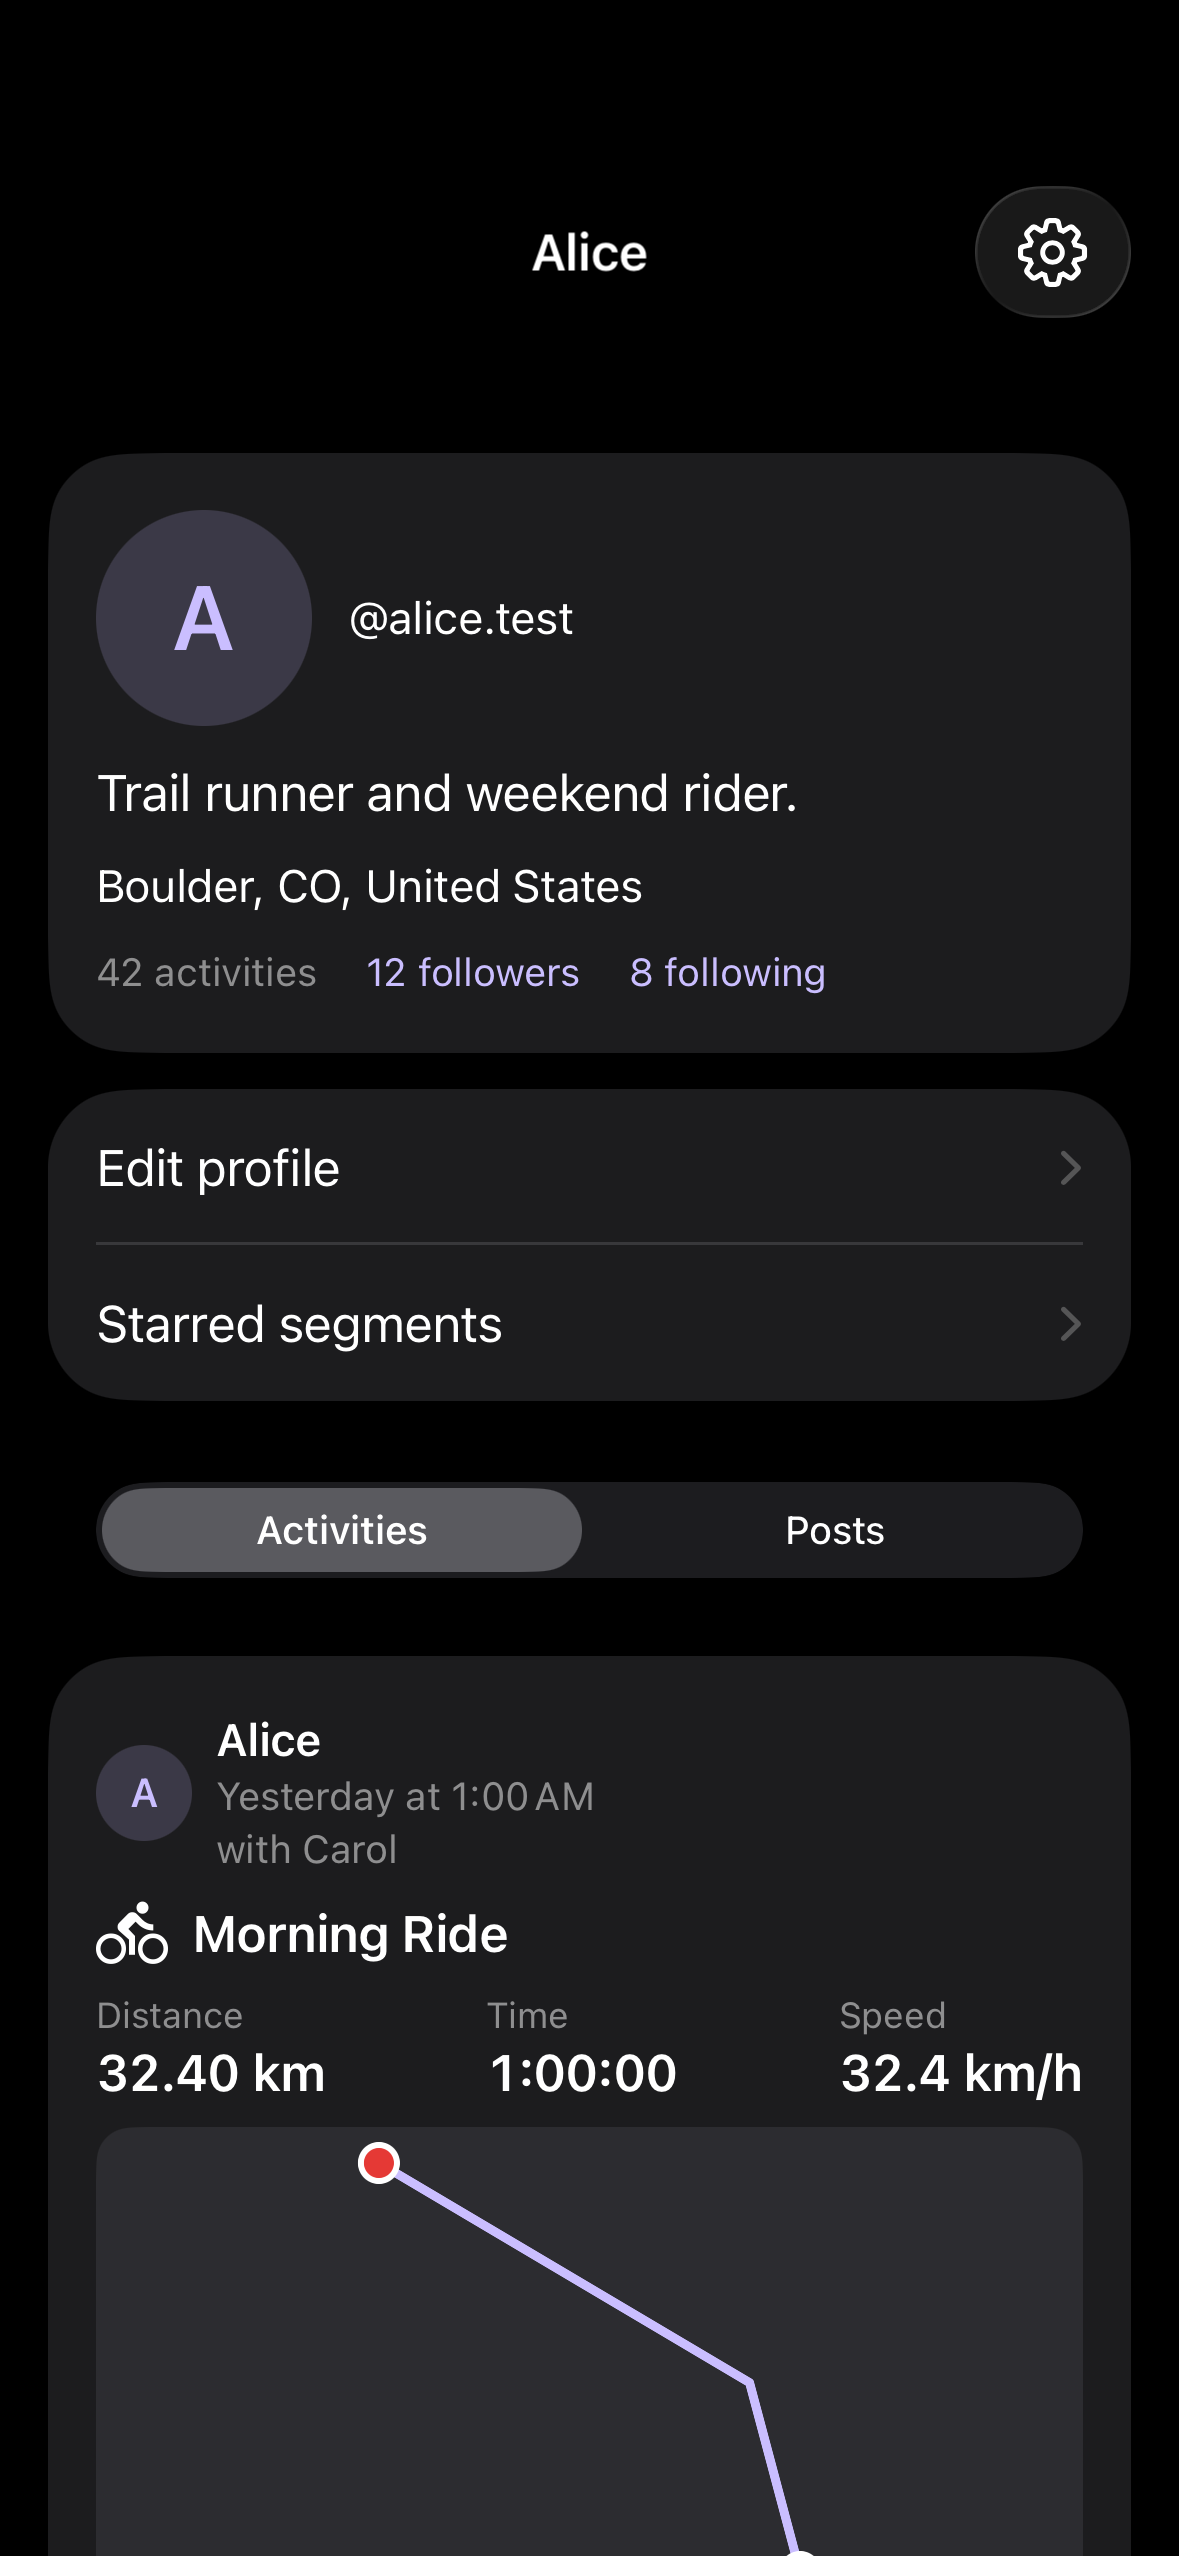 Alice
A
@alice.test
Trail runner and weekend rider.
Boulder, CO, United States
42 activities 12 followers 8 following
Edit profile
Starred segments
Activities Posts
A
Alice
Yesterday at 1:00 AM
with Carol
Morning Ride
Distance Time Speed
32.40 km 1:00:00 32.4 km/h